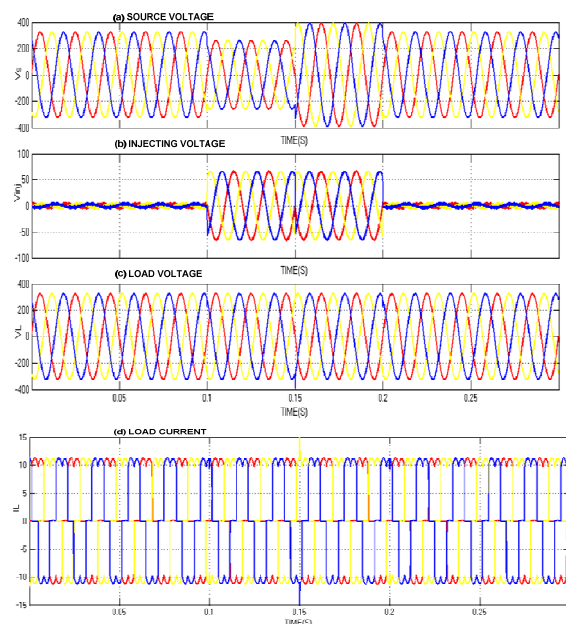 (a) SOURCE VOLTAGE
400
200
0
-200
-400
Vs
TIME(S)
(b) INJECTING VOLTAGE
100
50
0
-50
-100
Vinj
TIME(S)
(c) LOAD VOLTAGE
400
200
0
-200
-400
VL
0.05 0.1 0.15 0.2 0.25
TIME(S)
(d) LOAD CURRENT
15
10
5
0
-5
-10
-15
IL
0.05 0.1 0.15 0.2 0.25
TIME(S)